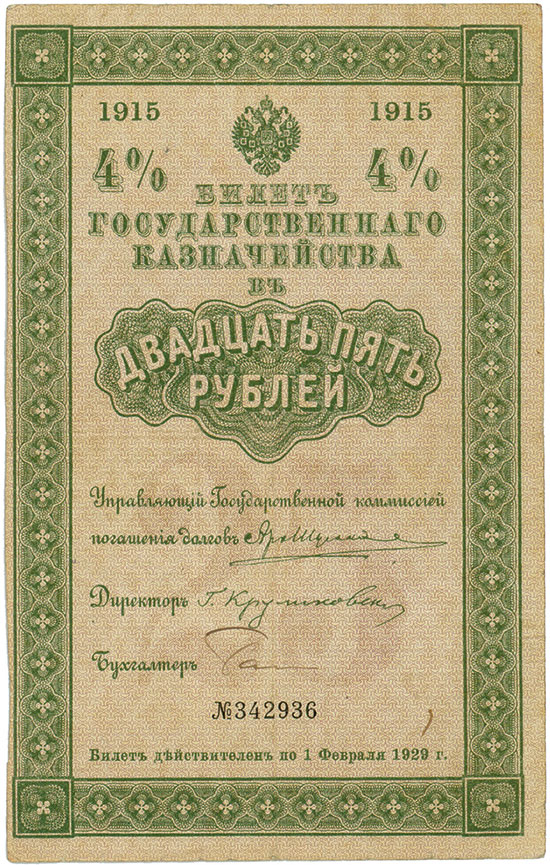 1915 1915
4% 4%
БИЛЕТЪ
ГОСУДАРСТВЕННАГО
КАЗНАЧЕЙСТВА
ВЪ
ДВАДЦАТЬ ПЯТЬ
РУБЛЕЙ
Управляющій Государственной коммиссіей
погашенія долговъ
Директоръ Г. Крульковскій
Бухгалтеръ
№342936
Билетъ дѣйствителенъ по 1 Февраля 1929 г.